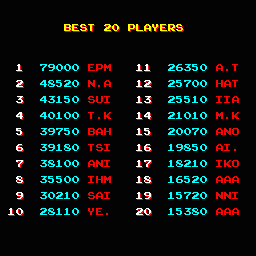 BEST 20 PLAYERS
1 79000 EPM 11 26350 A.T
2 48520 N.A 12 25700 HAT
3 43150 SUI 13 25510 IIA
4 40100 T.K 14 21010 M.K
5 39750 BAH 15 20070 ANO
6 39180 TSI 16 19850 AI.
7 38100 ANI 17 18210 IKO
8 35500 IHM 18 16520 AAA
9 30210 SAI 19 15720 NNI
10 28110 YE. 20 15380 AAA